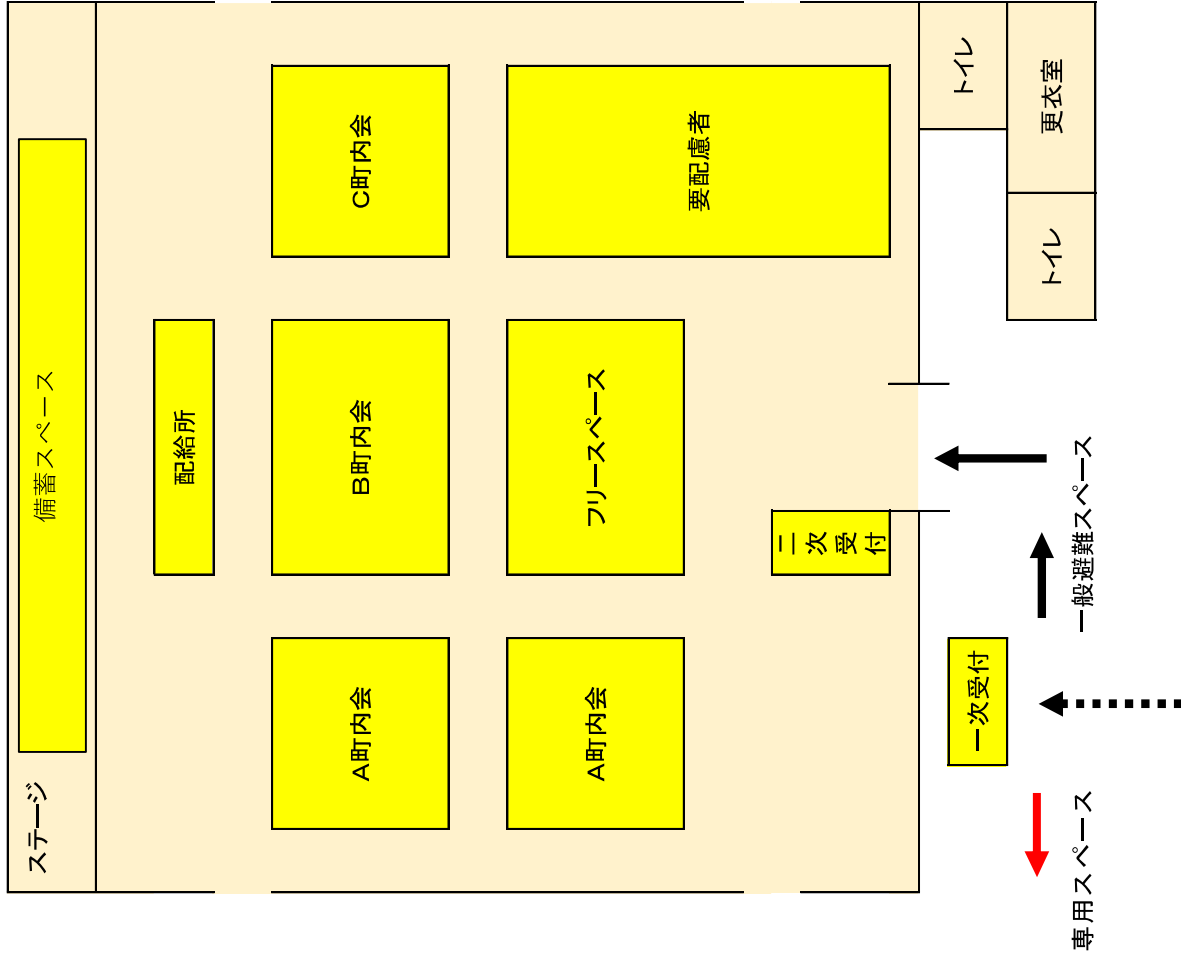 ステージ
備蓄スペース
配給所
A町内会
B町内会
C町内会
A町内会
フリースペース
要配慮者
二次
受付
一次受付
トイレ
トイレ
更衣室
専用スペース
一般避難スペース